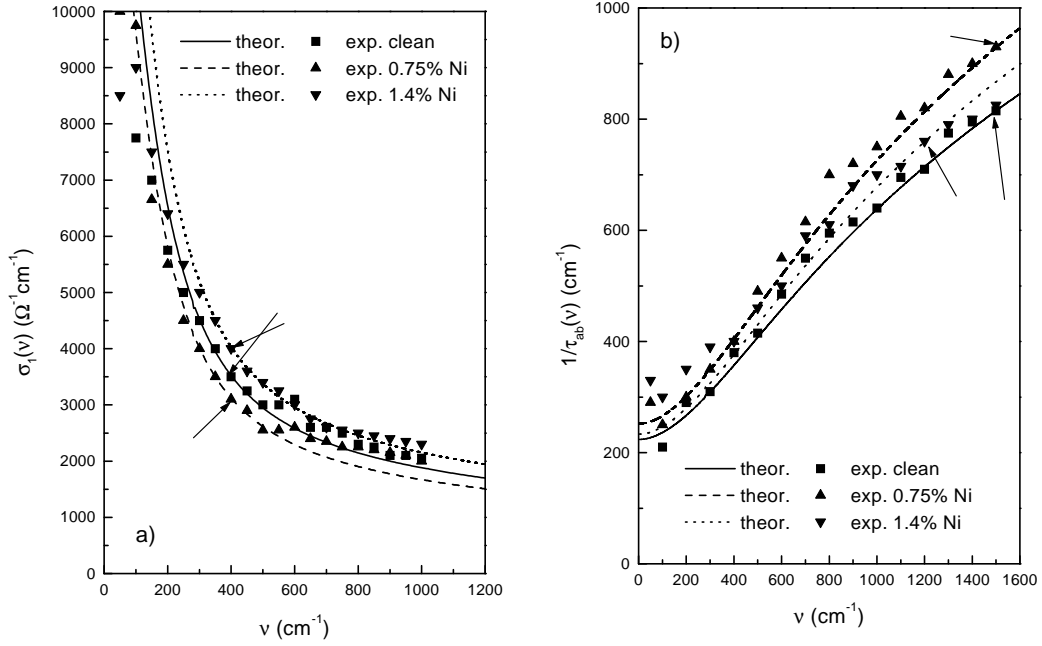 10000
9000
8000
7000
6000
5000
4000
3000
2000
1000
0
σ₁(ν) (Ω⁻¹cm⁻¹)
theor. exp. clean
theor. exp. 0.75% Ni
theor. exp. 1.4% Ni
a)
0 200 400 600 800 1000 1200
ν (cm⁻¹)
1000
800
600
400
200
0
1/τab(ν) (cm⁻¹)
b)
theor. exp. clean
theor. exp. 0.75% Ni
theor. exp. 1.4% Ni
0 200 400 600 800 1000 1200 1400 1600
ν (cm⁻¹)